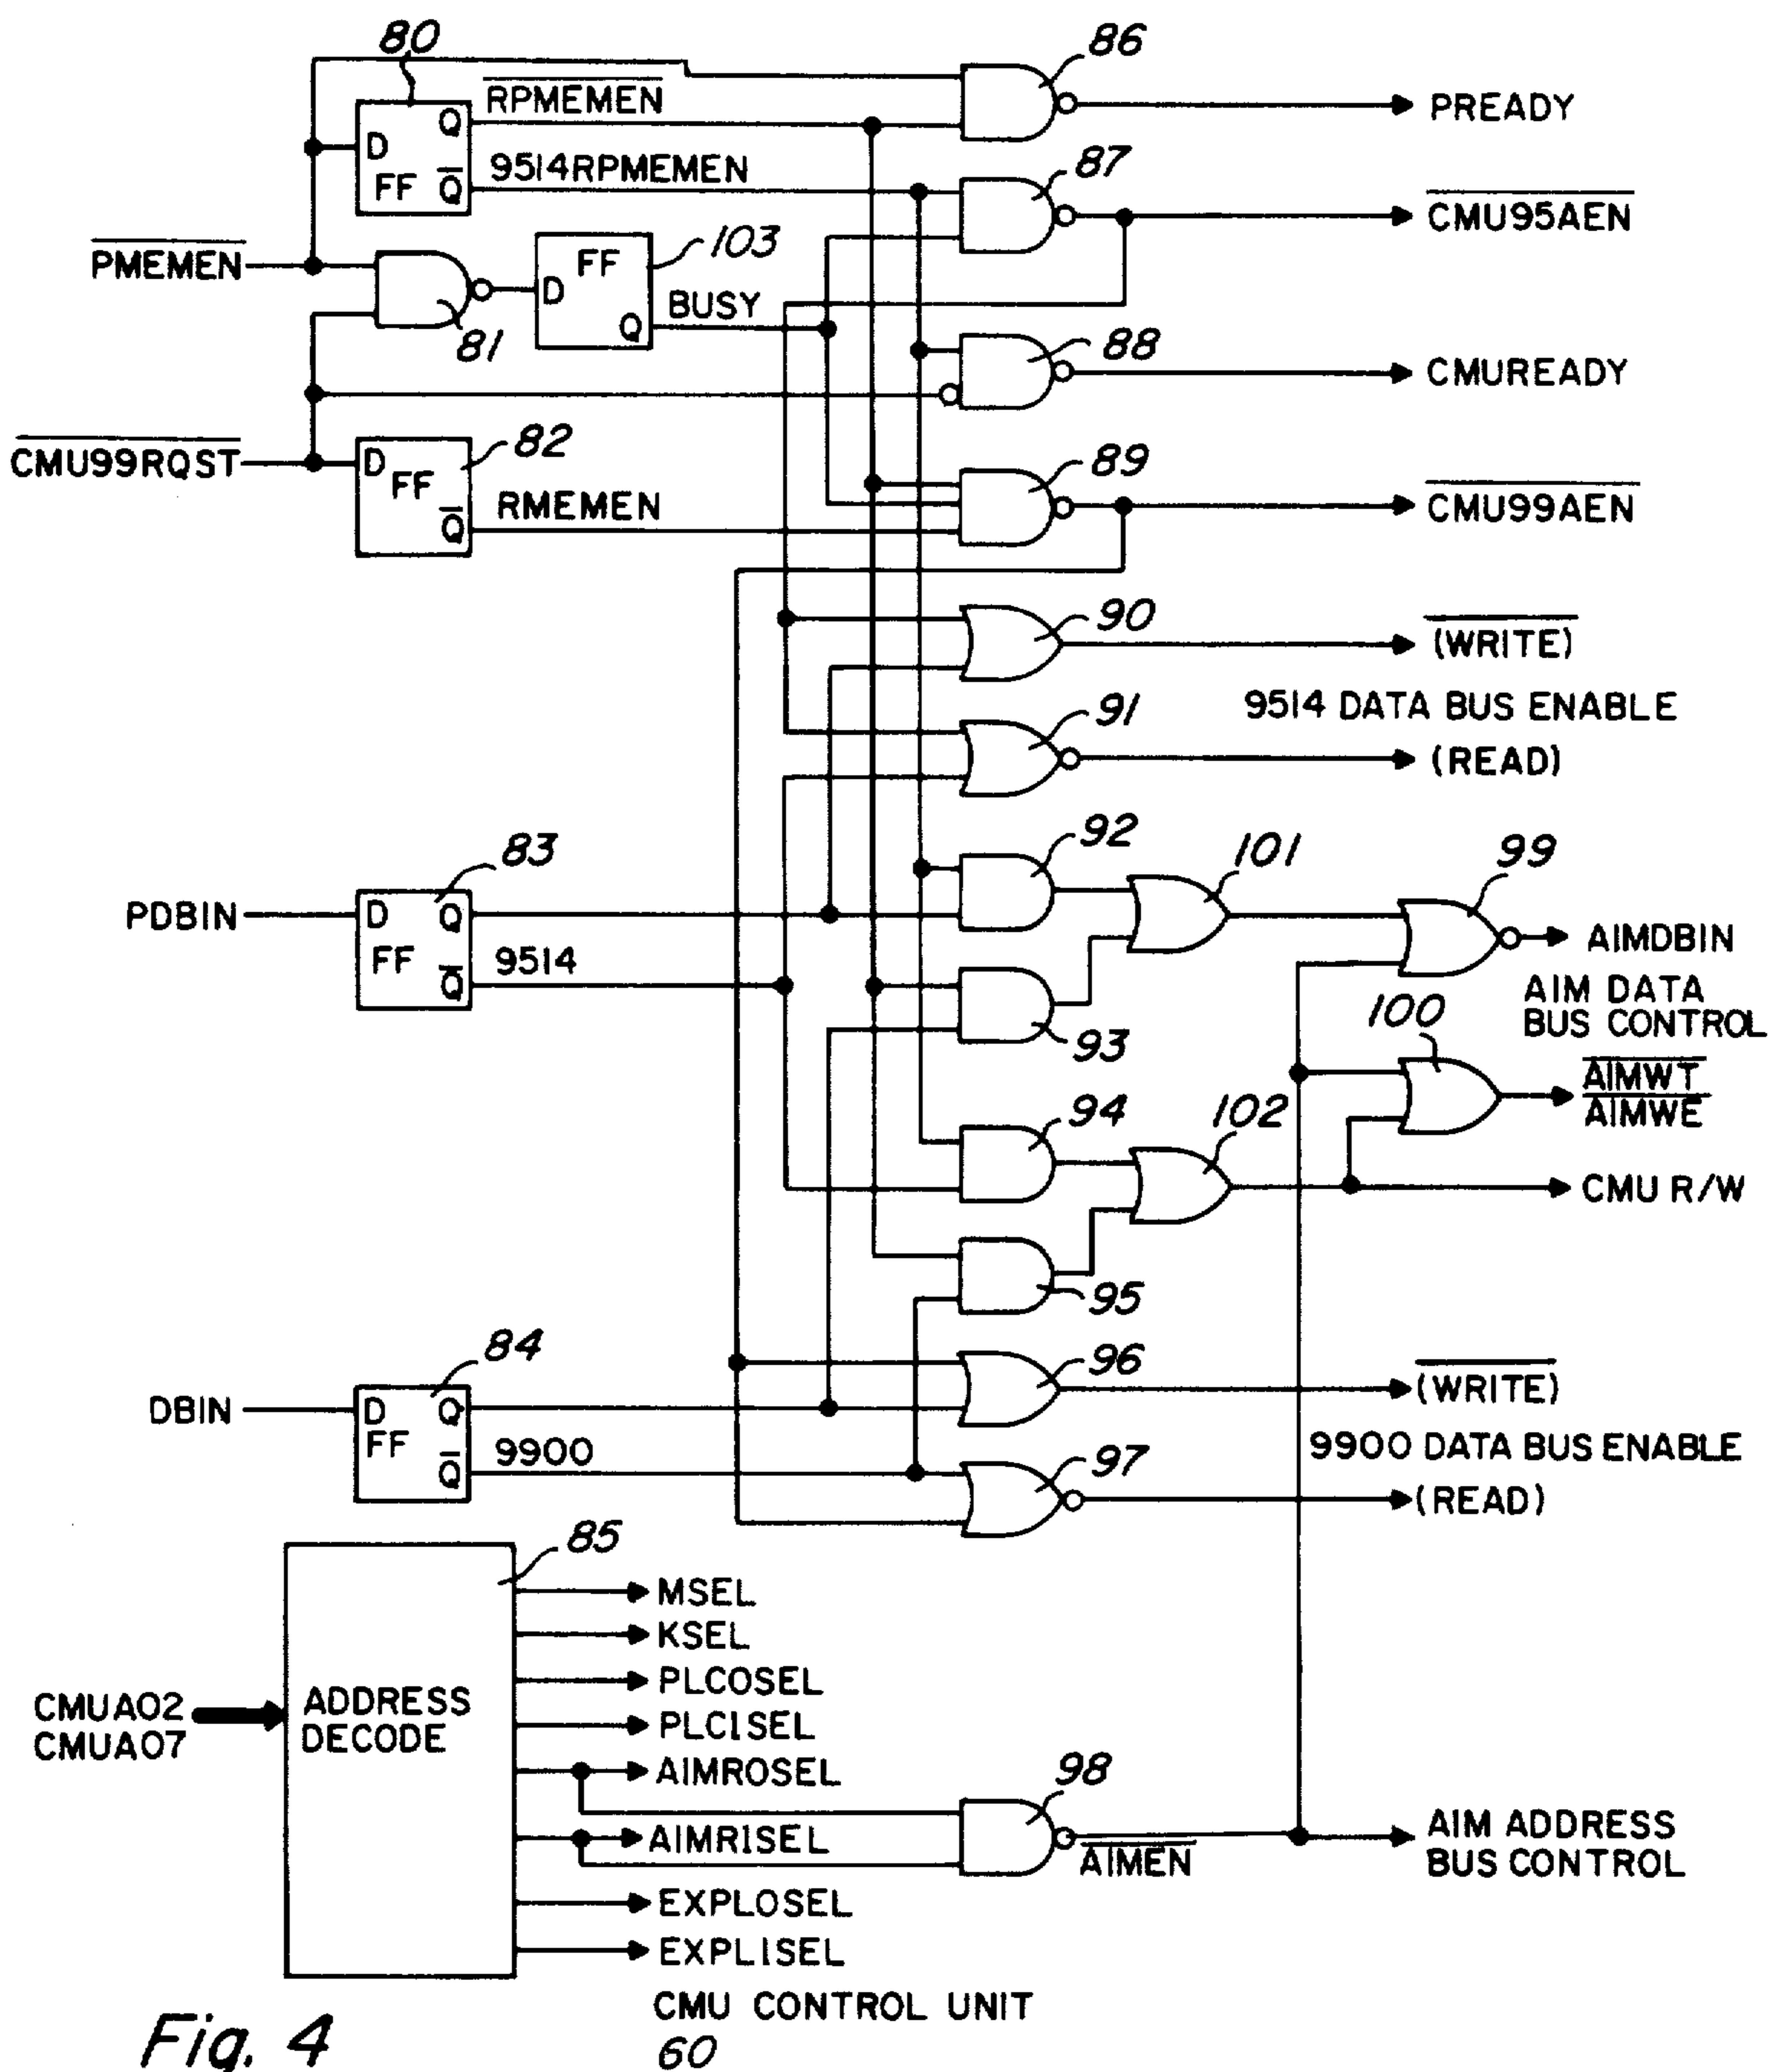 80
86
RPMEMEN
PREADY
Q
D
9514RPMEMEN
87
FF Q
CMU95AEN
PMEMEN
FF
103
D
BUSY
Q
81
88
CMUREADY
CMU99RQST
D
82
FF
89
RMEMEN
CMU99AEN
Q
90
(WRITE)
91
9514 DATA BUS ENABLE
(READ)
83
92
101
99
PDBIN
D Q
FF
9514
Q
AIMDBIN
AIM DATA
BUS CONTROL
93
100
AIMWT
AIMWE
94
102
CMU R/W
95
84
96
DBIN
D Q
FF
(WRITE)
9900
Q
97
9900 DATA BUS ENABLE
(READ)
85
MSEL
KSEL
CMUA02
CMUA07
ADDRESS
DECODE
PLCOSEL
PLC1SEL
AIMROSEL
98
AIMR1SEL
AIMEN
AIM ADDRESS
BUS CONTROL
EXPLOSEL
EXPL1SEL
CMU CONTROL UNIT
60
Fig. 4